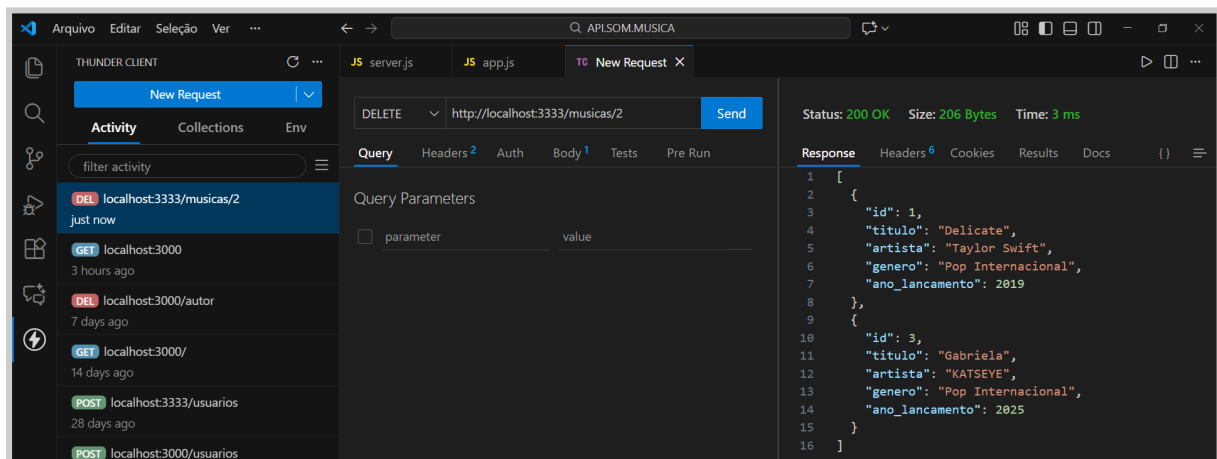 Arquivo Editar Seleção Ver ··· API.SOM.MUSICA
THUNDER CLIENT
New Request
Activity Collections Env
filter activity
DEL localhost:3333/musicas/2
just now
GET localhost:3000
3 hours ago
DEL localhost:3000/autor
7 days ago
GET localhost:3000/
14 days ago
POST localhost:3333/usuarios
28 days ago
POST localhost:3000/usuarios
JS server.js JS app.js TC New Request
DELETE http://localhost:3333/musicas/2 Send
Query Headers 2 Auth Body 1 Tests Pre Run
Query Parameters
parameter value
Status: 200 OK Size: 206 Bytes Time: 3 ms
Response Headers 6 Cookies Results Docs { }
1 [
2 {
3 "id": 1,
4 "titulo": "Delicate",
5 "artista": "Taylor Swift",
6 "genero": "Pop Internacional",
7 "ano_lancamento": 2019
8 },
9 {
10 "id": 3,
11 "titulo": "Gabriela",
12 "artista": "KATSEYE",
13 "genero": "Pop Internacional",
14 "ano_lancamento": 2025
15 }
16 ]